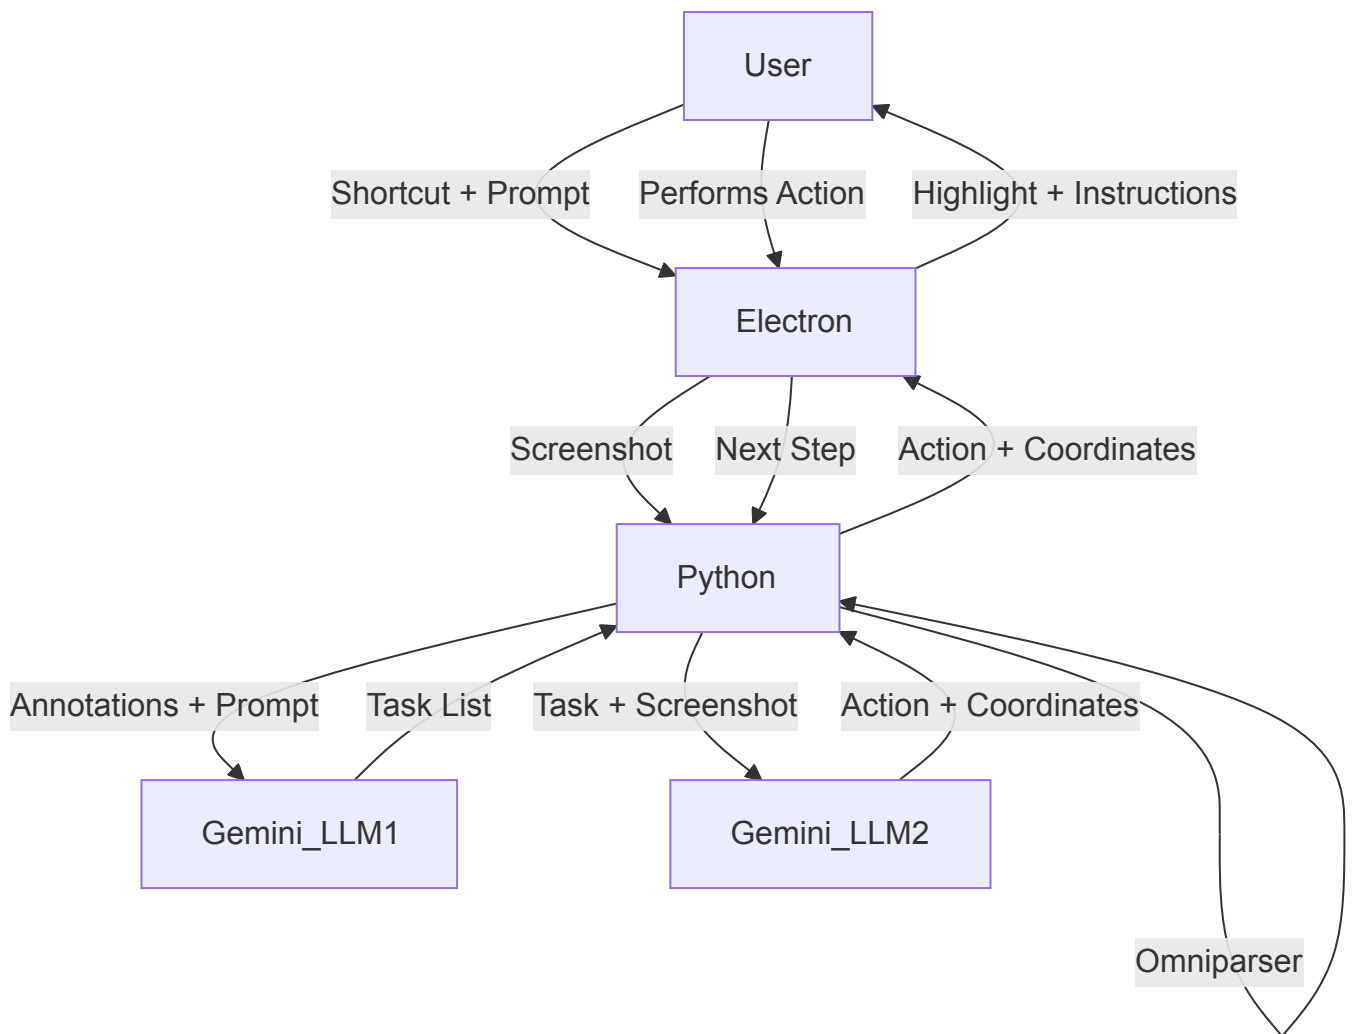 User
Shortcut + Prompt
Performs Action
Highlight + Instructions
Electron
Screenshot
Next Step
Action + Coordinates
Python
Annotations + Prompt
Task List
Task + Screenshot
Action + Coordinates
Gemini_LLM1
Gemini_LLM2
Omniparser